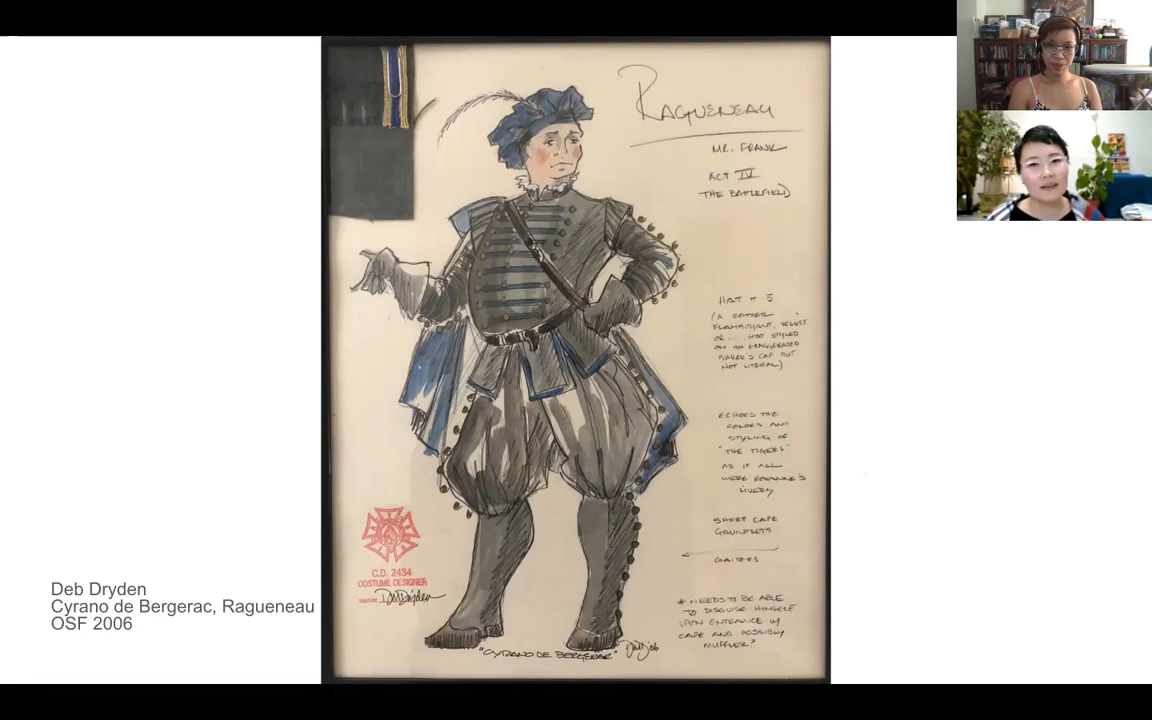 RAGUENEAU
MR. FRANK
ACT IV
THE BATTLEFIELD)
HAT # 5
(A RATHER
FLAMBOYANT, VELVET
OR .... HAT STYLED
ON AN EXAGGERATED
BAKER'S CAP BUT
NOT LITERAL)
ECHOES THE
COLORS AND
STYLING OF
"THE TIGERS"
AS IF ALL
WERE ROXANNE'S
LIVERY
SHORT CAPE
GAUNTLETS
GAITERS
* NEEDS TO BE ABLE
TO DISGUISE HIMSELF
UPON ENTRANCE W/
CAPE AND POSSIBLY
MUFFLER?
C.D. 2434
COSTUME DESIGNER
"CYRANO DE BERGERAC"
Deb Dryden
Cyrano de Bergerac, Ragueneau
OSF 2006